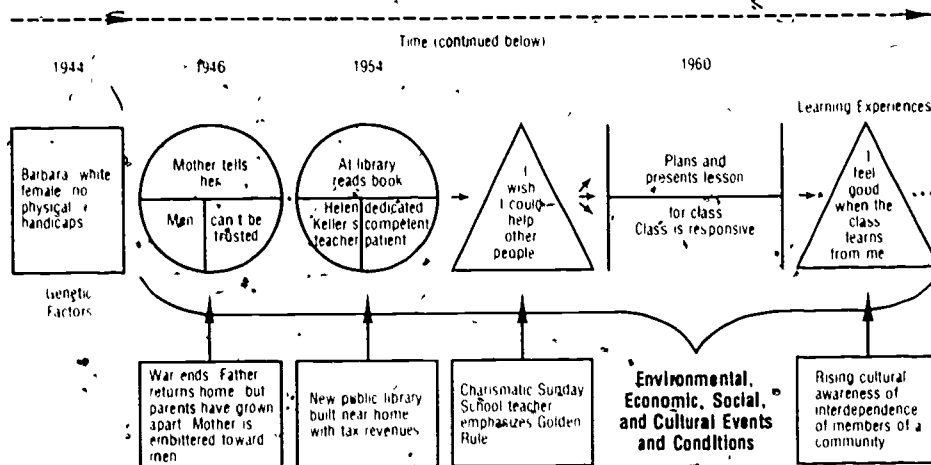 Time (continued below)
1944
1946
1954
1960
Learning Experiences
Barbara white
female no
physical
handicaps
Genetic
Factors
Mother tells
her
Men
can t be
trusted
At library
reads book
Helen
Keller s
teacher
dedicated
competent
patient
I
wish
I could
help
other
people
Plans and
presents lesson
for class
Class is responsive
I
feel
good
when the
class
learns
from me
War ends Father
returns home but
parents have grown
apart Mother is
embittered toward
men
New public library
built near home
with tax revenues
Charismatic Sunday
School teacher
emphasizes Golden
Rule
Environmental,
Economic, Social,
and Cultural Events
and Conditions
Rising cultural
awareness of
interdependence
of members of a
community